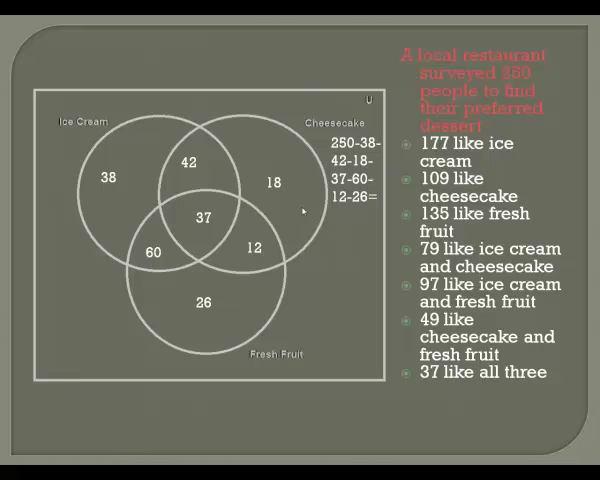 U
Ice Cream
Cheesecake
250-38-
42-18-
37-60-
12-26=
42
38
18
37
60
12
26
Fresh Fruit
A local restaurant
surveyed 250
people to find
their preferred
dessert
177 like ice
cream
109 like
cheesecake
135 like fresh
fruit
79 like ice cream
and cheesecake
97 like ice cream
and fresh fruit
49 like
cheesecake and
fresh fruit
37 like all three